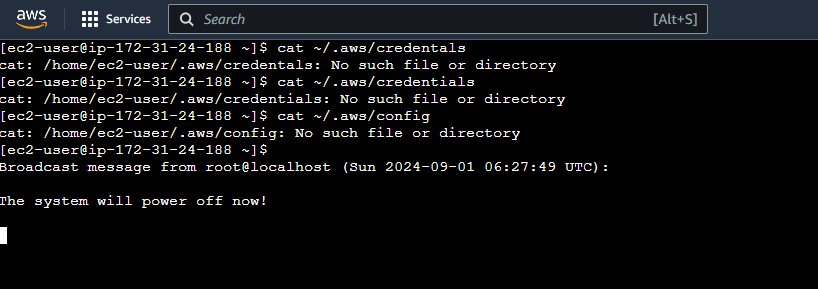 aws Services Search [Alt+S]
[ec2-user@ip-172-31-24-188 ~]$ cat ~/.aws/credentals
cat: /home/ec2-user/.aws/credentals: No such file or directory
[ec2-user@ip-172-31-24-188 ~]$ cat ~/.aws/credentials
cat: /home/ec2-user/.aws/credentials: No such file or directory
[ec2-user@ip-172-31-24-188 ~]$ cat ~/.aws/config
cat: /home/ec2-user/.aws/config: No such file or directory
[ec2-user@ip-172-31-24-188 ~]$
Broadcast message from root@localhost (Sun 2024-09-01 06:27:49 UTC):
The system will power off now!